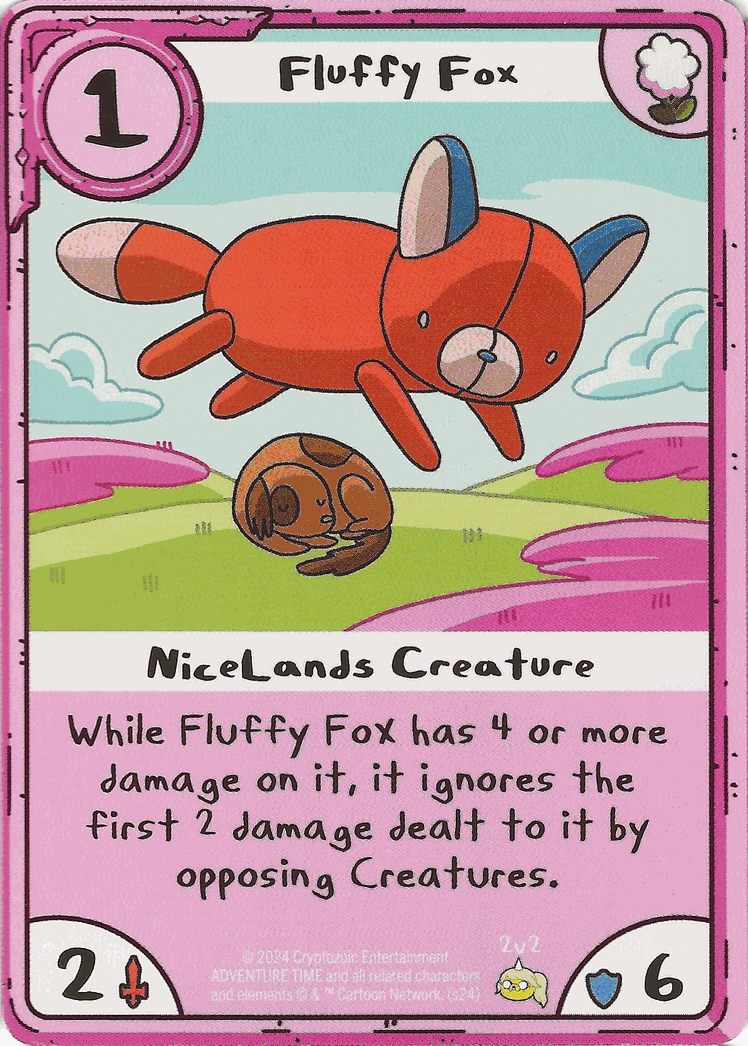 1
Fluffy Fox
NiceLands Creature
While Fluffy Fox has 4 or more
damage on it, it ignores the
first 2 damage dealt to it by
opposing Creatures.
2
© 2024 Cryptozoic Entertainment
ADVENTURE TIME and all related characters
and elements © & ™ Cartoon Network. (s24)
2v2
6